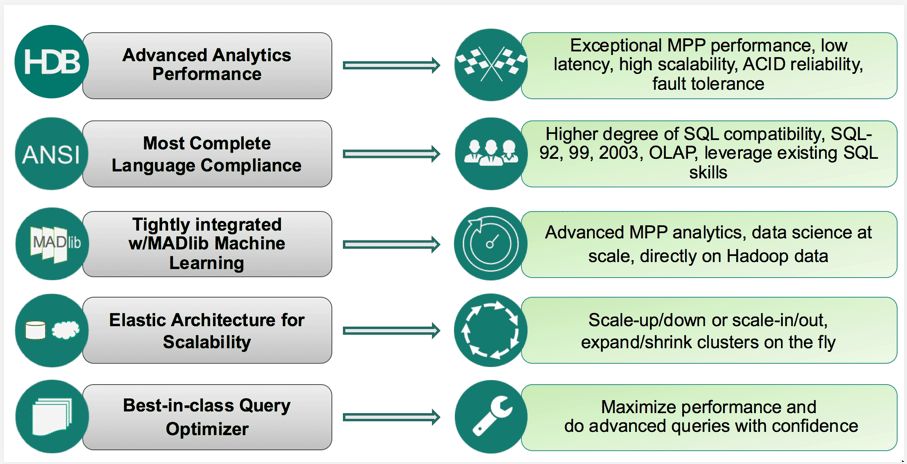 HDB
Advanced Analytics
Performance
Exceptional MPP performance, low
latency, high scalability, ACID reliability,
fault tolerance
ANSI
Most Complete
Language Compliance
Higher degree of SQL compatibility, SQL-
92, 99, 2003, OLAP, leverage existing SQL
skills
MADlib
Tightly integrated
w/MADlib Machine
Learning
Advanced MPP analytics, data science at
scale, directly on Hadoop data
Elastic Architecture for
Scalability
Scale-up/down or scale-in/out,
expand/shrink clusters on the fly
Best-in-class Query
Optimizer
Maximize performance and
do advanced queries with confidence